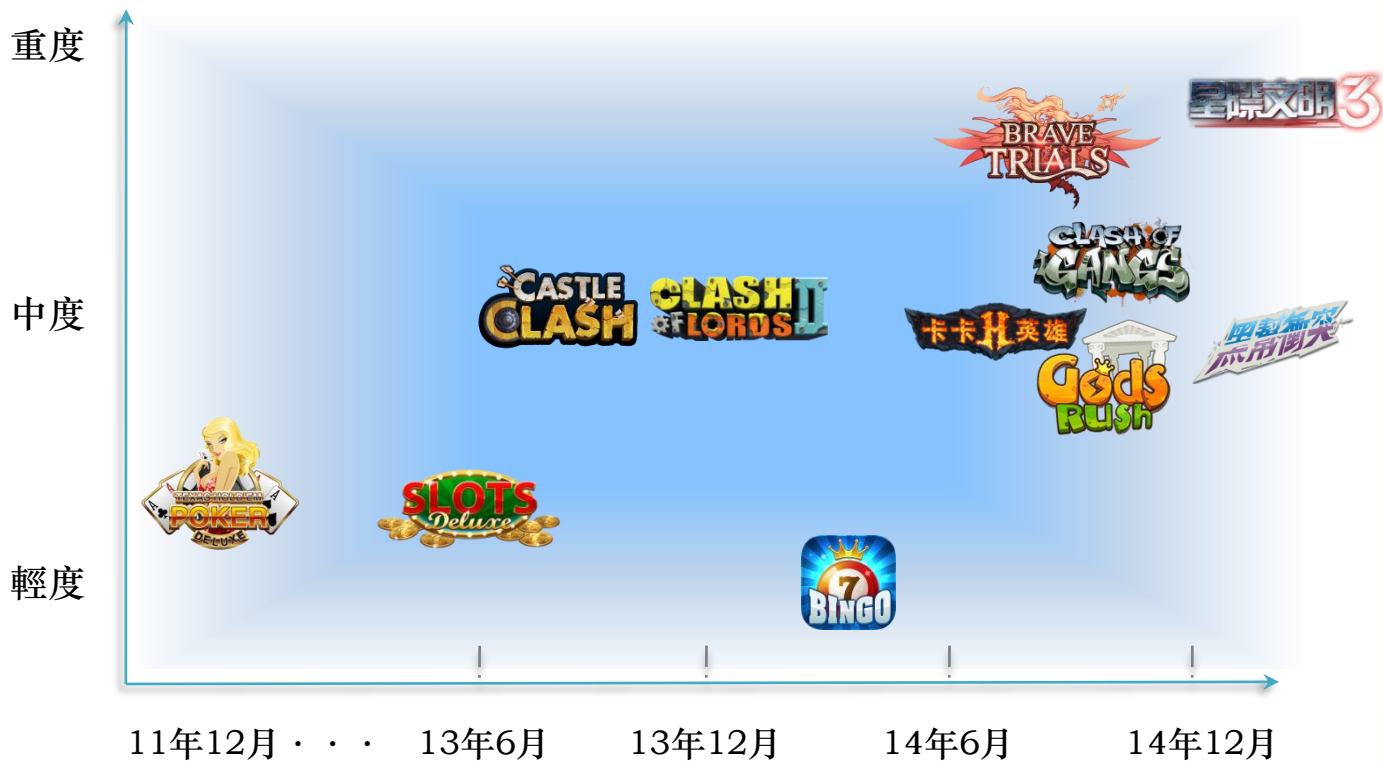 重度
星際文明3
BRAVE
TRIALS
CLASH OF
GANGS
中度
CASTLE
CLASH
CLASH
OF LORDS II
卡卡H英雄
GODS
RUSH
TEXAS HOLD'EM
POKER
DELUXE
SLOTS
Deluxe
輕度
7
BINGO
11年12月 · · ·
13年6月
13年12月
14年6月
14年12月